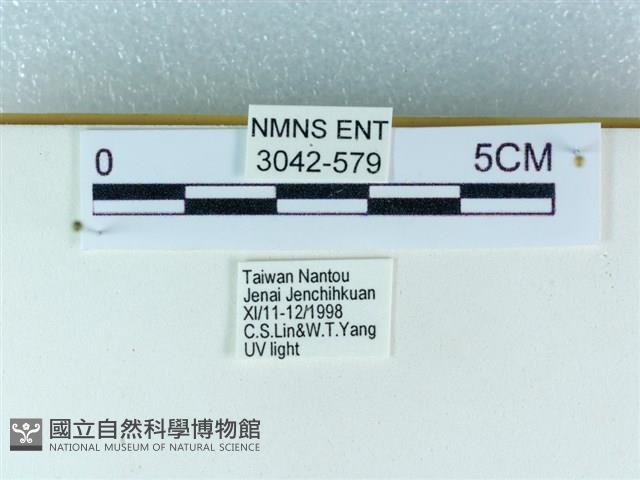 NMNS ENT
3042-579
0
5CM
Taiwan Nantou
Jenai Jenchihkuan
XI/11-12/1998
C.S.Lin&W.T.Yang
UV light
國立自然科學博物館
NATIONAL MUSEUM OF NATURAL SCIENCE